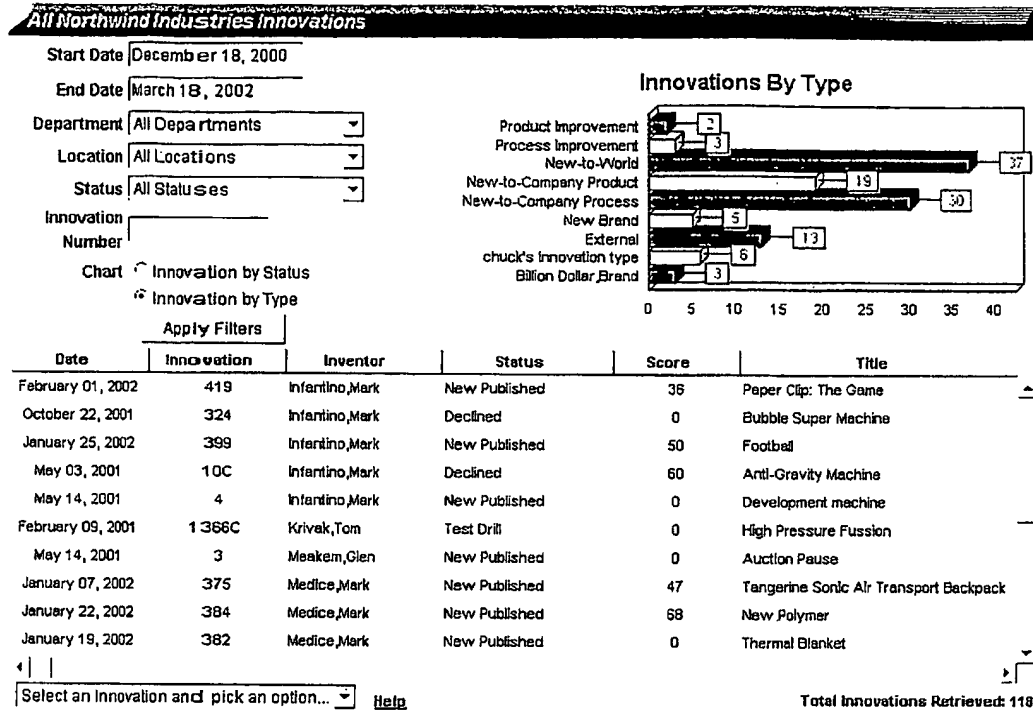 All Northwind Industries Innovations
Start Date December 18, 2000
End Date March 18, 2002
Department All Departments
Location All Locations
Status All Statuses
Innovation Number
Chart Innovation by Status
Innovation by Type
Apply Filters
Innovations By Type
Product Improvement 2
Process Improvement 3
New-to-World 37
New-to-Company Product 19
New-to-Company Process 30
New Brand 5
External 13
chuck's innovation type 6
Billion Dollar Brand 3
0 5 10 15 20 25 30 35 40
Date Innovation Inventor Status Score Title
February 01, 2002 419 Infantino,Mark New Published 36 Paper Clip: The Game
October 22, 2001 324 Infantino,Mark Declined 0 Bubble Super Machine
January 25, 2002 399 Infantino,Mark New Published 50 Football
May 03, 2001 10C Infantino,Mark Declined 60 Anti-Gravity Machine
May 14, 2001 4 Infantino,Mark New Published 0 Development machine
February 09, 2001 1366C Krivak,Tom Test Drill 0 High Pressure Fussion
May 14, 2001 3 Meakem,Glen New Published 0 Auction Pause
January 07, 2002 375 Medice,Mark New Published 47 Tangerine Sonic Air Transport Backpack
January 22, 2002 384 Medice,Mark New Published 68 New Polymer
January 19, 2002 382 Medice,Mark New Published 0 Thermal Blanket
Select an Innovation and pick an option... Help Total Innovations Retrieved: 118